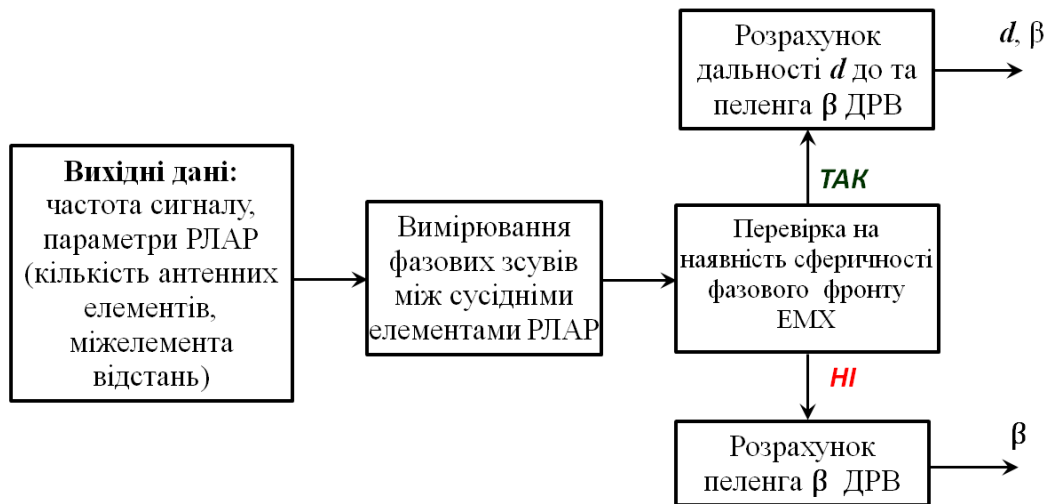 Вихідні дані:
частота сигналу,
параметри РЛАР
(кількість антенних
елементів,
міжелемента
відстань)
Вимірювання
фазових зсувів
між сусідніми
елементами РЛАР
Перевірка на
наявність сферичності
фазового фронту
ЕМХ
ТАК
Розрахунок
дальності d до та
пеленга β ДРВ
d, β
НІ
Розрахунок
пеленга β ДРВ
β